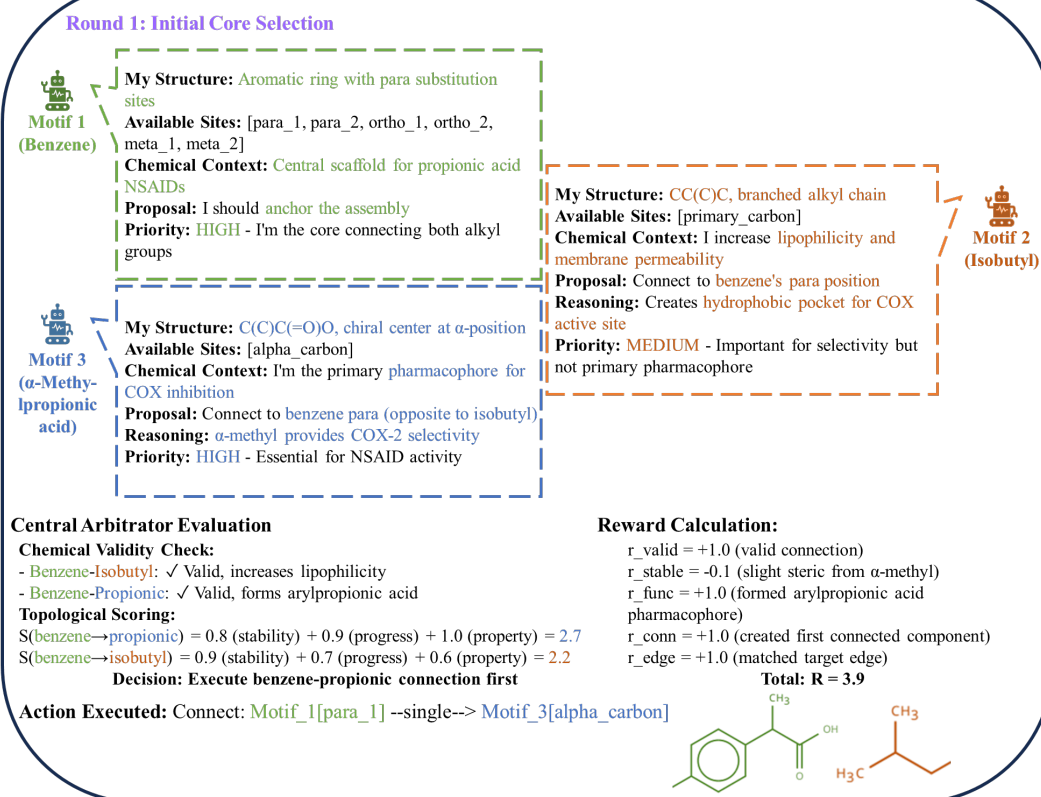 Round 1: Initial Core Selection
Motif 1
(Benzene)
My Structure: Aromatic ring with para substitution
sites
Available Sites: [para_1, para_2, ortho_1, ortho_2,
meta_1, meta_2]
Chemical Context: Central scaffold for propionic acid
NSAIDs
Proposal: I should anchor the assembly
Priority: HIGH - I'm the core connecting both alkyl
groups
My Structure: CC(C)C, branched alkyl chain
Available Sites: [primary_carbon]
Chemical Context: I increase lipophilicity and
membrane permeability
Proposal: Connect to benzene's para position
Reasoning: Creates hydrophobic pocket for COX
active site
Priority: MEDIUM - Important for selectivity but
not primary pharmacophore
Motif 2
(Isobutyl)
Motif 3
(α-Methy-
lpropionic
acid)
My Structure: C(C)C(=O)O, chiral center at α-position
Available Sites: [alpha_carbon]
Chemical Context: I'm the primary pharmacophore for
COX inhibition
Proposal: Connect to benzene para (opposite to isobutyl)
Reasoning: α-methyl provides COX-2 selectivity
Priority: HIGH - Essential for NSAID activity
Central Arbitrator Evaluation
Chemical Validity Check:
- Benzene-Isobutyl: ✓ Valid, increases lipophilicity
- Benzene-Propionic: ✓ Valid, forms arylpropionic acid
Topological Scoring:
S(benzene→propionic) = 0.8 (stability) + 0.9 (progress) + 1.0 (property) = 2.7
S(benzene→isobutyl) = 0.9 (stability) + 0.7 (progress) + 0.6 (property) = 2.2
Decision: Execute benzene-propionic connection first
Action Executed: Connect: Motif_1[para_1] --single--> Motif_3[alpha_carbon]
Reward Calculation:
r_valid = +1.0 (valid connection)
r_stable = -0.1 (slight steric from α-methyl)
r_func = +1.0 (formed arylpropionic acid
pharmacophore)
r_conn = +1.0 (created first connected component)
r_edge = +1.0 (matched target edge)
Total: R = 3.9
CH3
OH
O
CH3
H3C